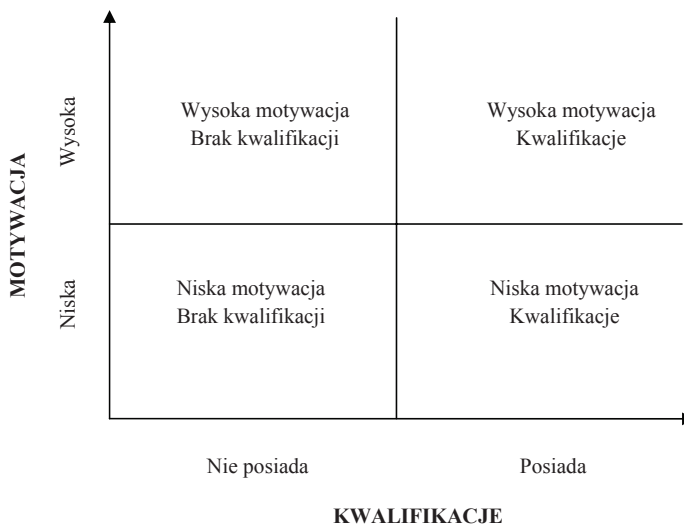 MOTYWACJA
Wysoka
Wysoka motywacja
Brak kwalifikacji
Wysoka motywacja
Kwalifikacje
Niska
Niska motywacja
Brak kwalifikacji
Niska motywacja
Kwalifikacje
Nie posiada
Posiada
KWALIFIKACJE